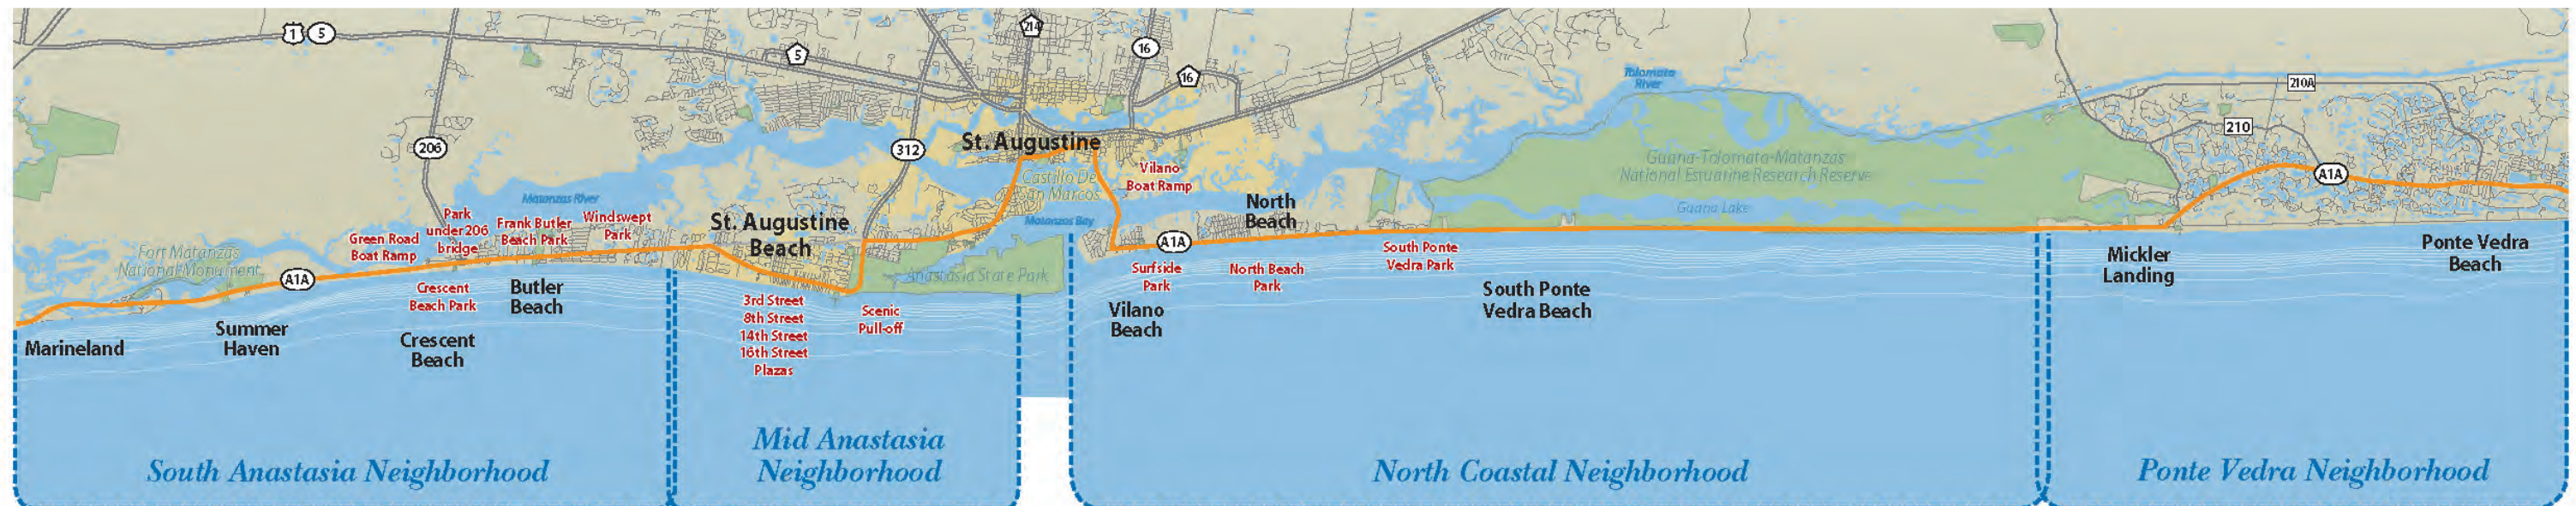 1
5
5
214
16
16
206
312
210A
210
A1A
A1A
A1A
Tolomato
River
St. Augustine
Castillo De
San Marcos
Matanzas Bay
Vilano
Boat Ramp
North
Beach
Guana-Tolomato-Matanzas
National Estuarine Research Reserve
Guana Lake
Matanzas River
Fort Matanzas
National Monument
Green Road
Boat Ramp
Park
under 206
bridge
Frank Butler
Beach Park
Windswept
Park
St. Augustine
Beach
Anastasia State Park
Crescent
Beach Park
Butler
Beach
3rd Street
8th Street
14th Street
16th Street
Plazas
Scenic
Pull-off
Surfside
Park
North Beach
Park
South Ponte
Vedra Park
Mickler
Landing
Ponte Vedra
Beach
Marineland
Summer
Haven
Crescent
Beach
Vilano
Beach
South Ponte
Vedra Beach
South Anastasia Neighborhood
Mid Anastasia
Neighborhood
North Coastal Neighborhood
Ponte Vedra Neighborhood